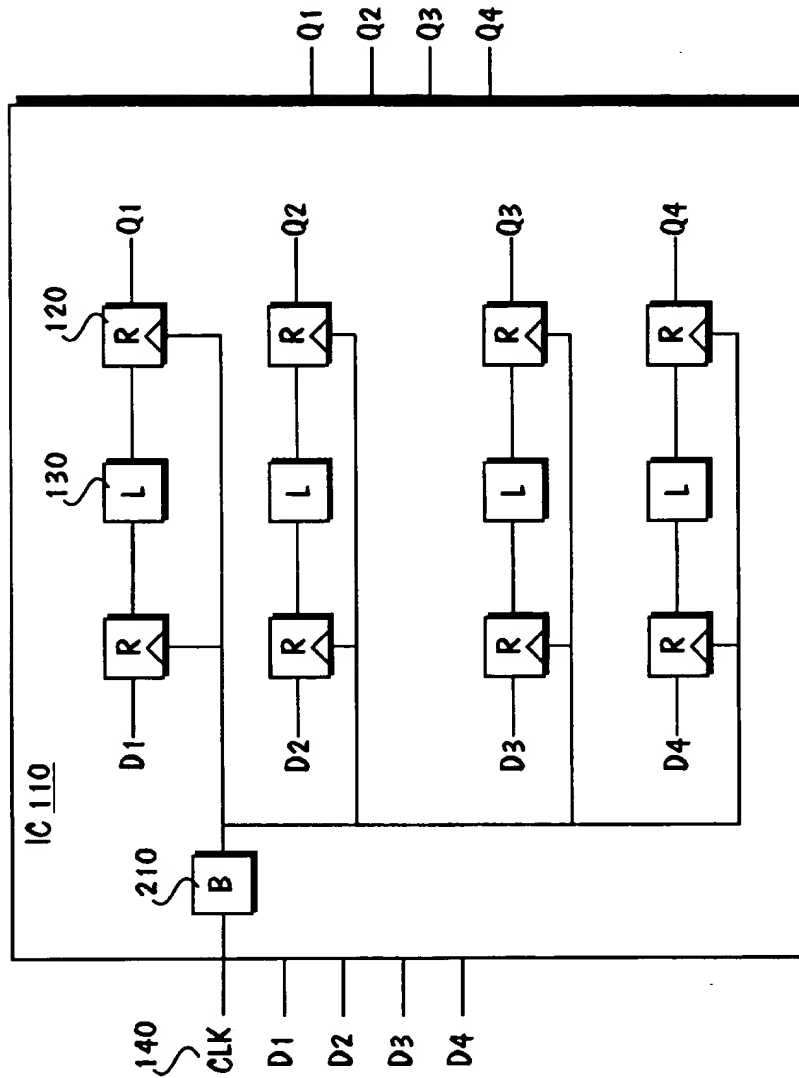 IC 110
130
120
D1 R L R Q1
140
210
CLK
B
D1
D2 R L R Q2
Q1
D2
Q2
D3
Q3
D4
Q4
D3 R L R Q3
D4 R L R Q4